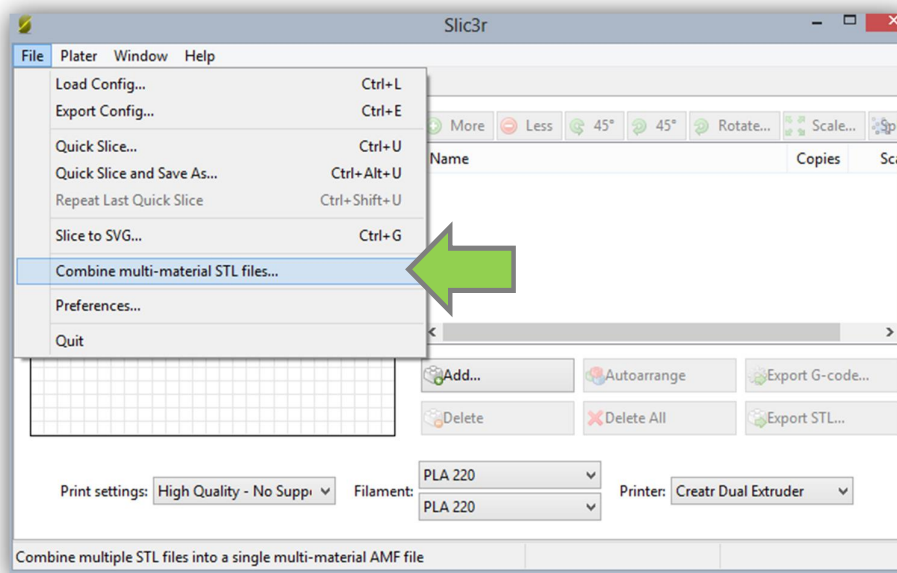 Slic3r
File Plater Window Help
Load Config... Ctrl+L
Export Config... Ctrl+E
Quick Slice... Ctrl+U
Quick Slice and Save As... Ctrl+Alt+U
Repeat Last Quick Slice Ctrl+Shift+U
Slice to SVG... Ctrl+G
Combine multi-material STL files...
Preferences...
Quit
More Less 45° 45° Rotate... Scale... Sp
Name Copies Sca
Add... Autoarrange Export G-code...
Delete Delete All Export STL...
Print settings: High Quality - No Supp Filament: PLA 220 Printer: Creatr Dual Extruder
PLA 220
Combine multiple STL files into a single multi-material AMF file